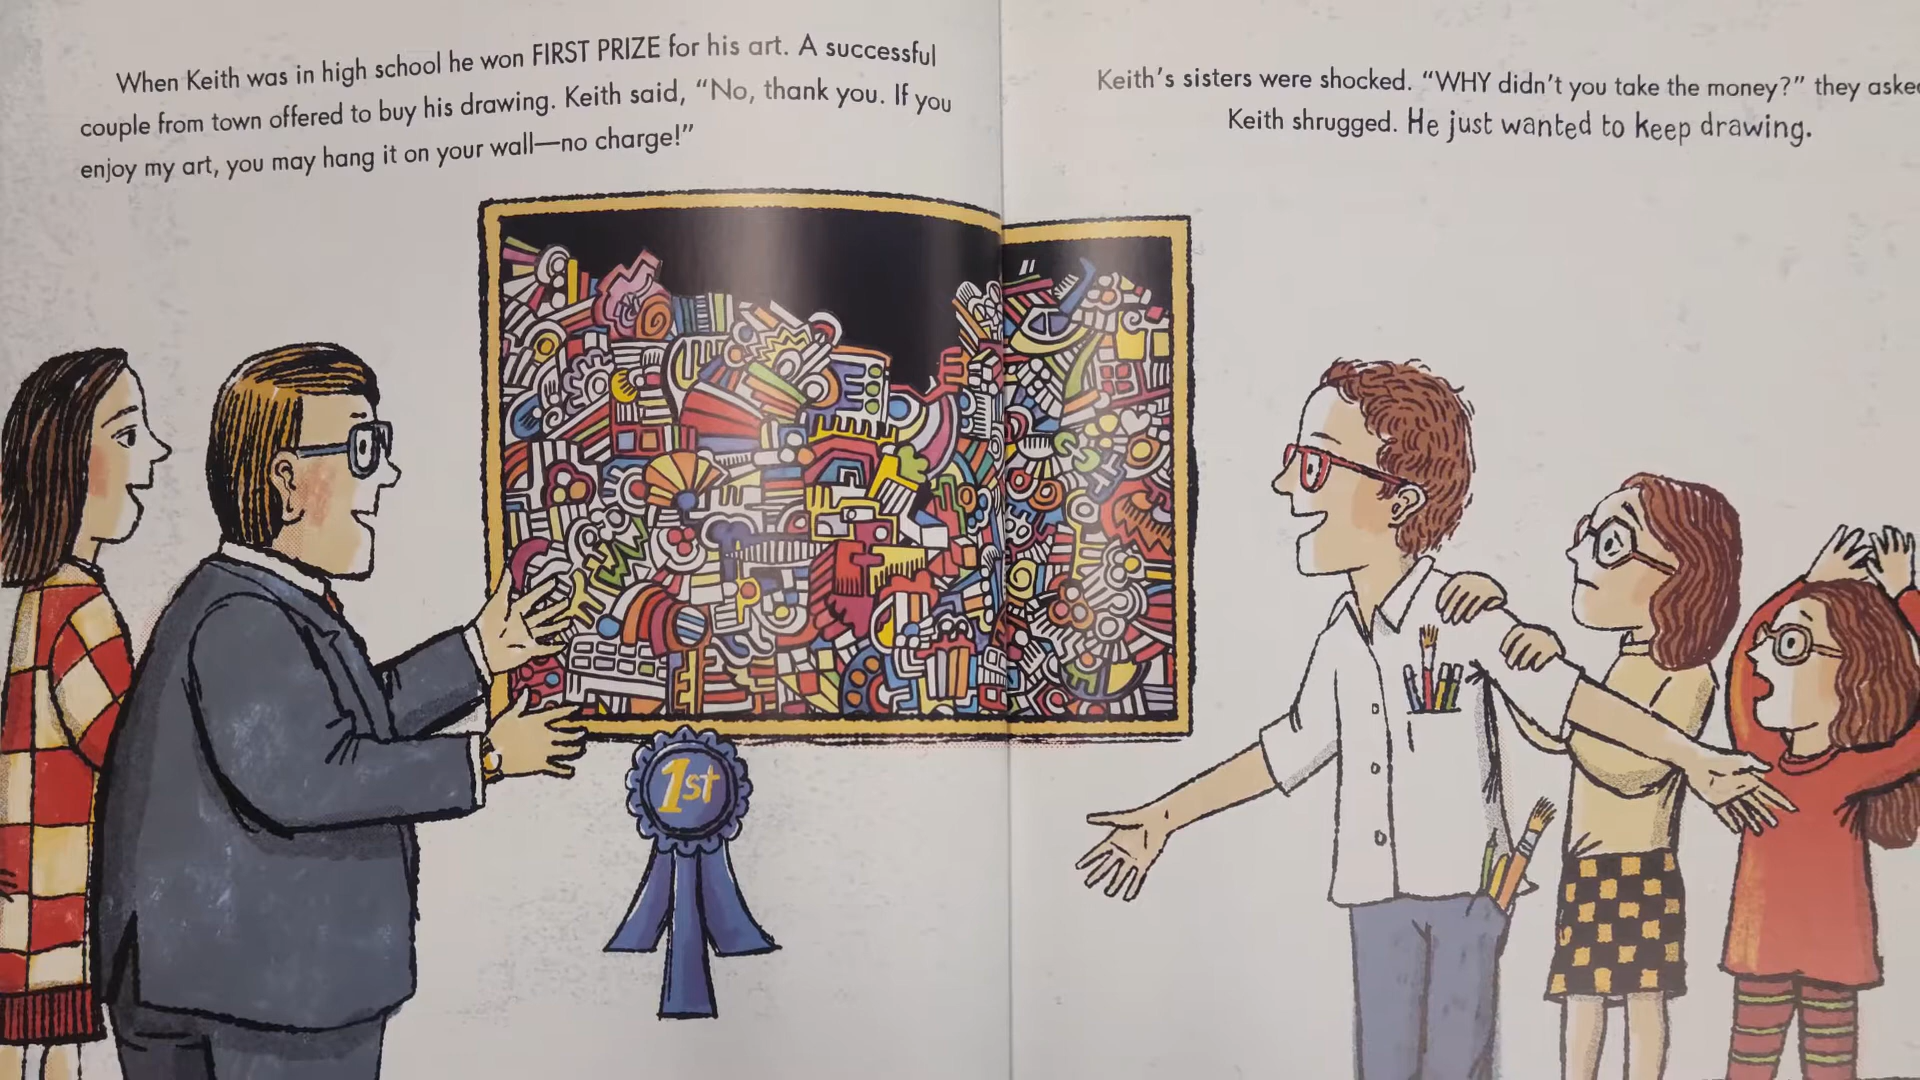 When Keith was in high school he won FIRST PRIZE for his art. A successful
couple from town offered to buy his drawing. Keith said, “No, thank you. If you
enjoy my art, you may hang it on your wall—no charge!”
Keith’s sisters were shocked. “WHY didn’t you take the money?” they asked
Keith shrugged. He just wanted to keep drawing.
1st